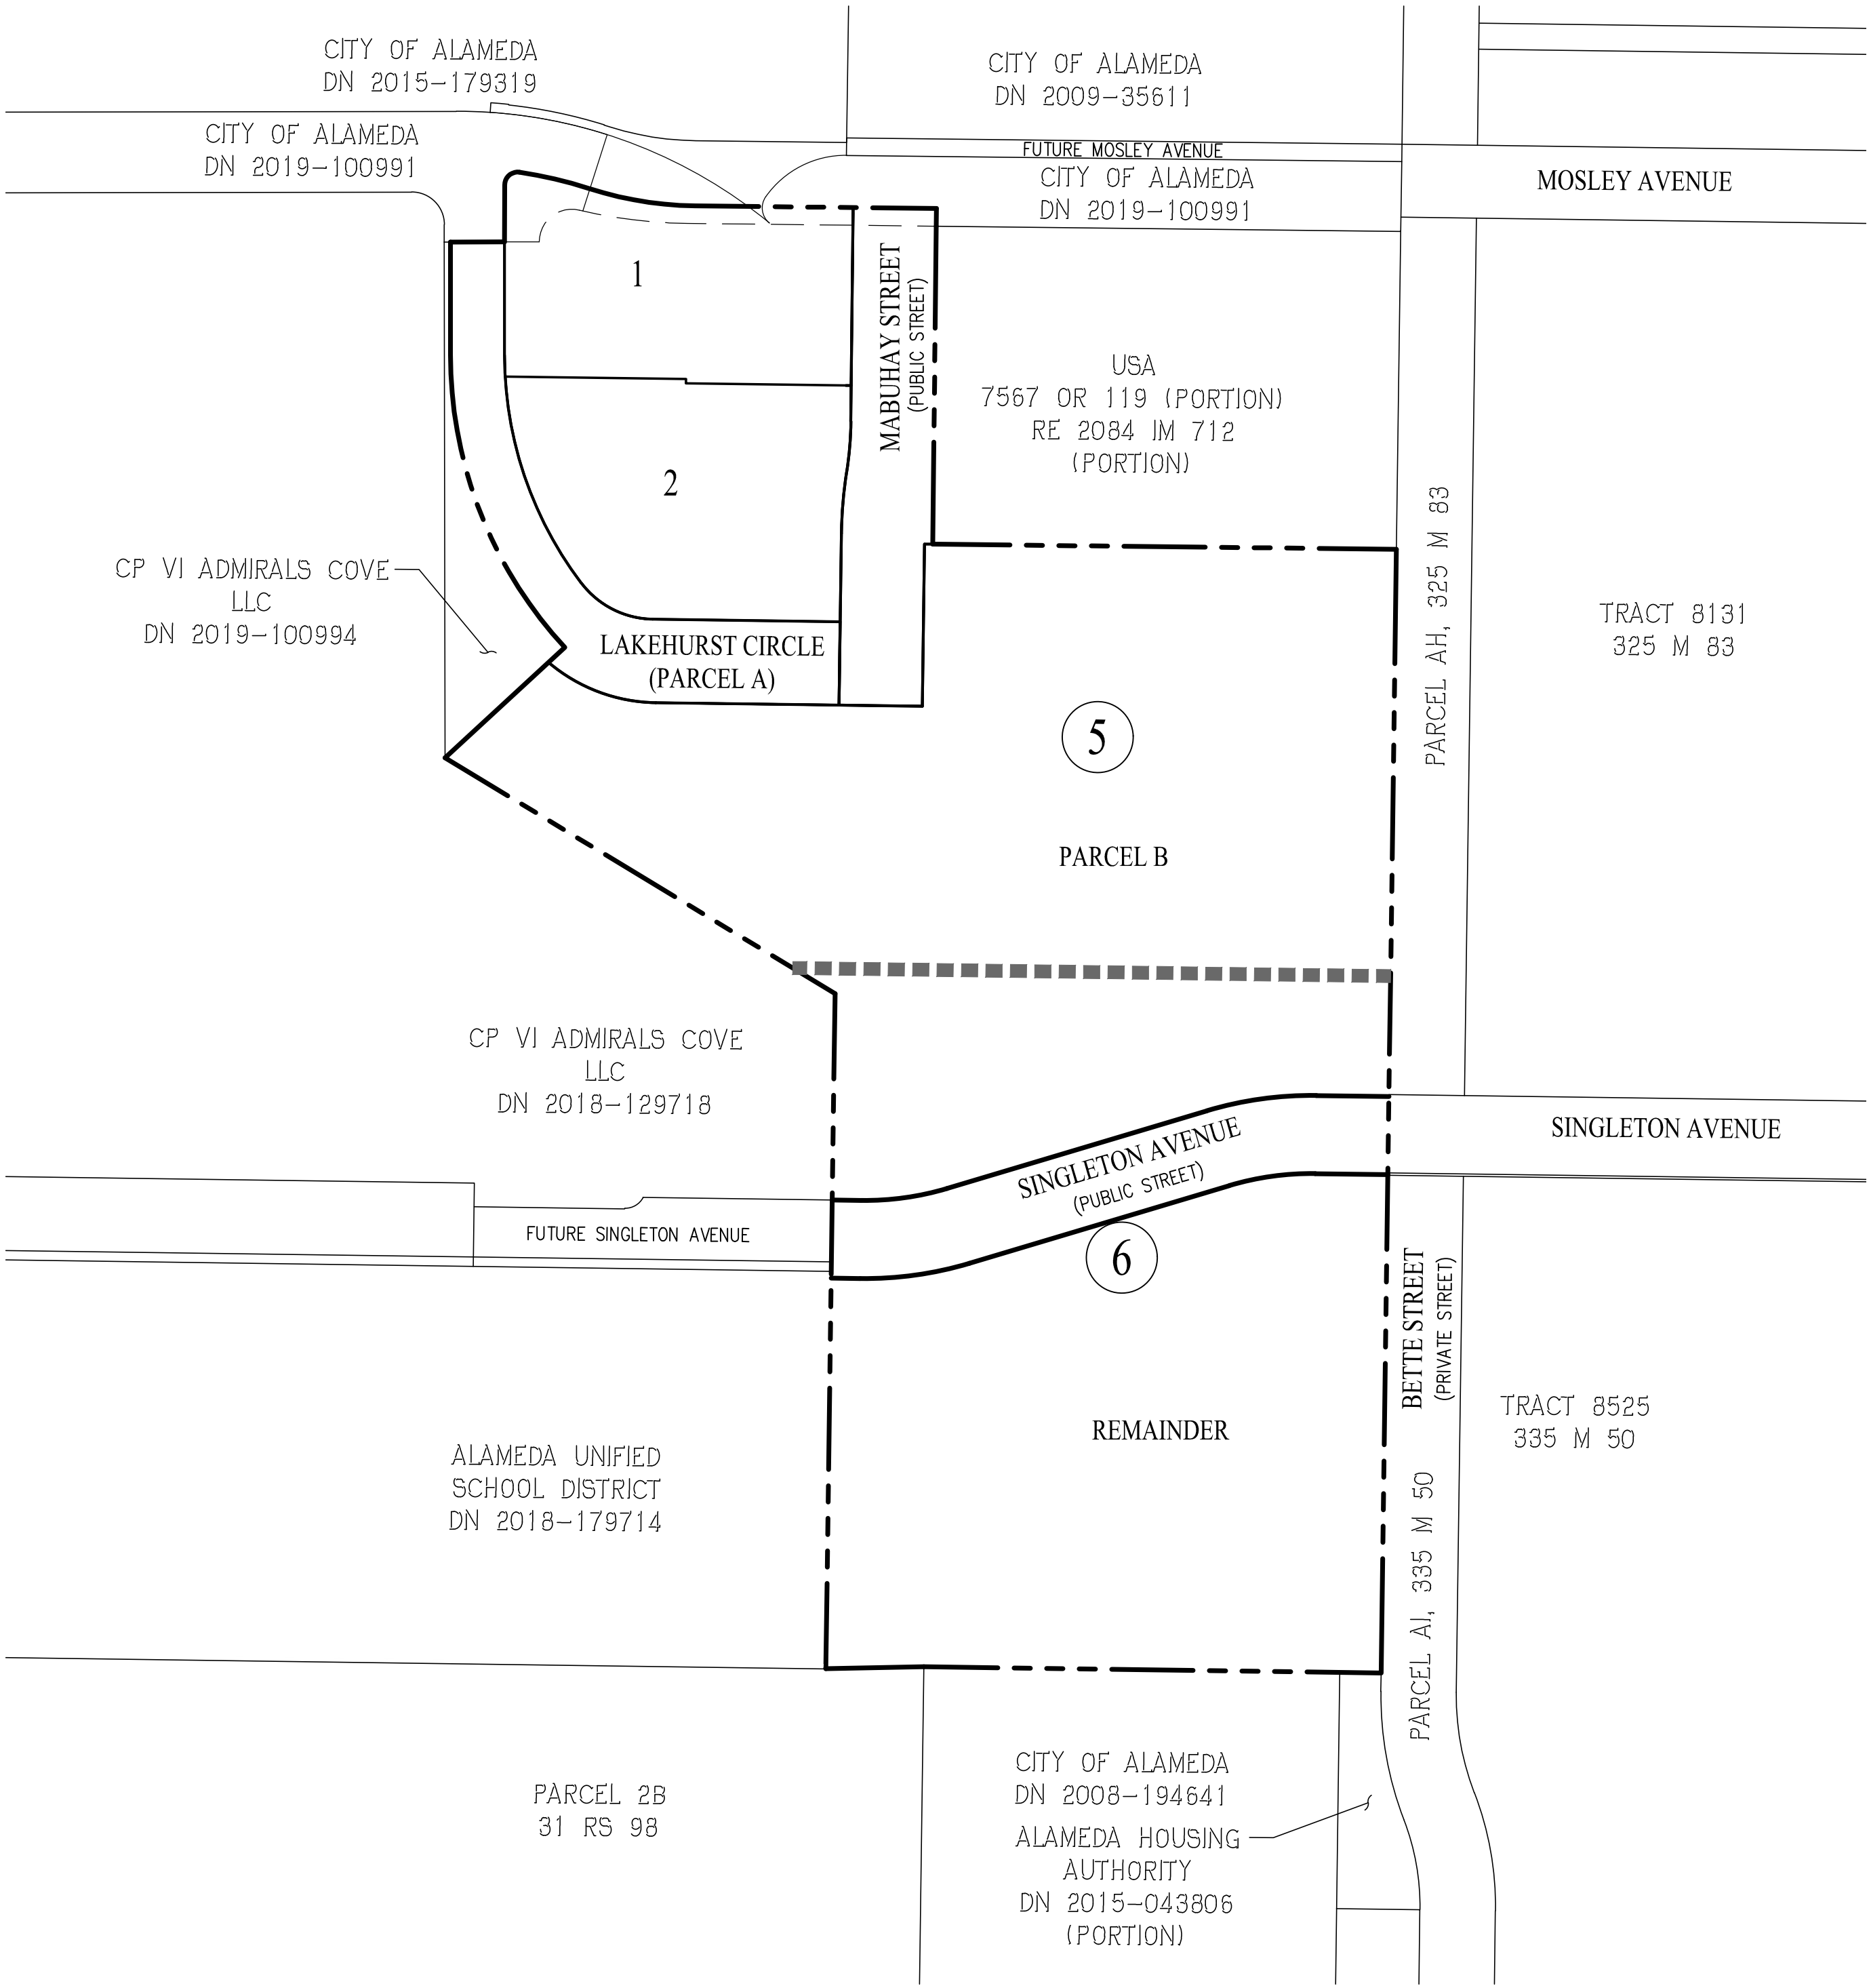 CITY OF ALAMEDA
DN 2015-179319
CITY OF ALAMEDA
DN 2009-35611
CITY OF ALAMEDA
DN 2019-100991
FUTURE MOSLEY AVENUE
CITY OF ALAMEDA
DN 2019-100991
MOSLEY AVENUE
1
MABUHAY STREET
(PUBLIC STREET)
USA
7567 OR 119 (PORTION)
RE 2084 IM 712
(PORTION)
2
PARCEL AH, 325 M 83
CP VI ADMIRALS COVE
LLC
DN 2019-100994
TRACT 8131
325 M 83
LAKEHURST CIRCLE
(PARCEL A)
5
PARCEL B
CP VI ADMIRALS COVE
LLC
DN 2018-129718
SINGLETON AVENUE
(PUBLIC STREET)
SINGLETON AVENUE
FUTURE SINGLETON AVENUE
6
BETTE STREET
(PRIVATE STREET)
TRACT 8525
335 M 50
REMAINDER
ALAMEDA UNIFIED
SCHOOL DISTRICT
DN 2018-179714
PARCEL AI, 335 M 50
PARCEL 2B
31 RS 98
CITY OF ALAMEDA
DN 2008-194641
ALAMEDA HOUSING
AUTHORITY
DN 2015-043806
(PORTION)